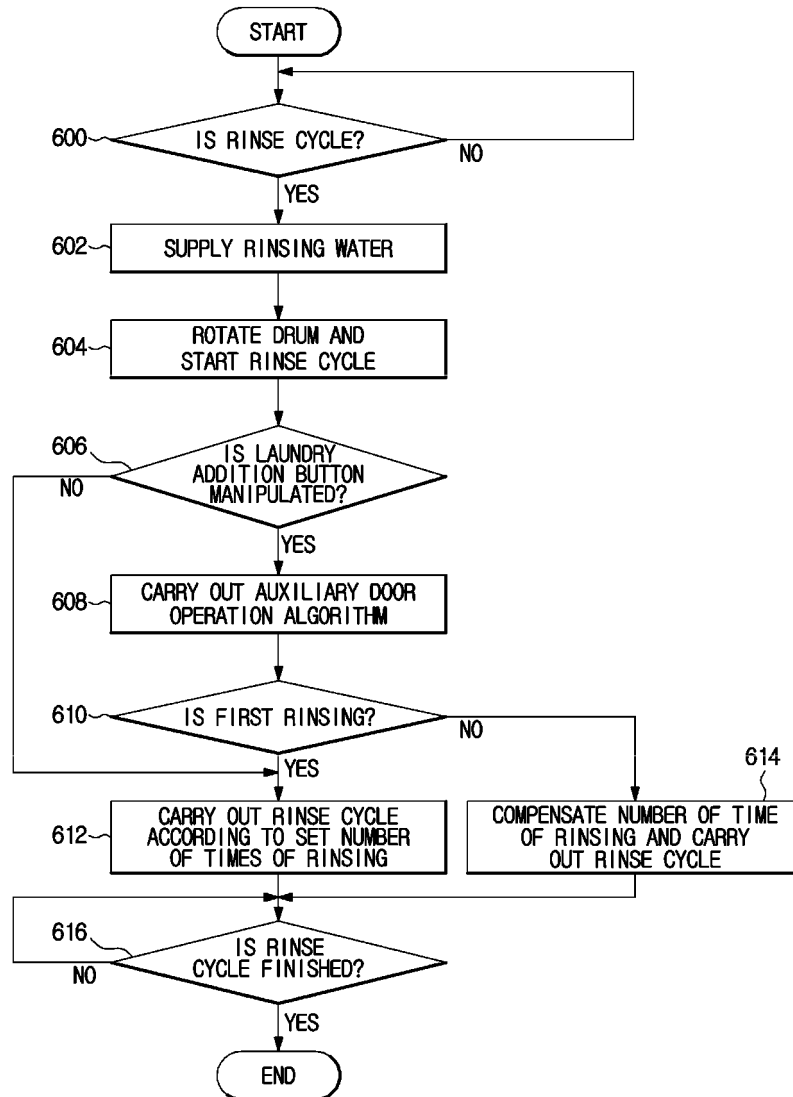 START
600
IS RINSE CYCLE?
NO
YES
602
SUPPLY RINSING WATER
604
ROTATE DRUM AND
START RINSE CYCLE
606
IS LAUNDRY
ADDITION BUTTON
MANIPULATED?
NO
YES
608
CARRY OUT AUXILIARY DOOR
OPERATION ALGORITHM
610
IS FIRST RINSING?
NO
YES
614
612
CARRY OUT RINSE CYCLE
ACCORDING TO SET NUMBER
OF TIMES OF RINSING
COMPENSATE NUMBER OF TIME
OF RINSING AND CARRY
OUT RINSE CYCLE
616
IS RINSE
CYCLE FINISHED?
NO
YES
END